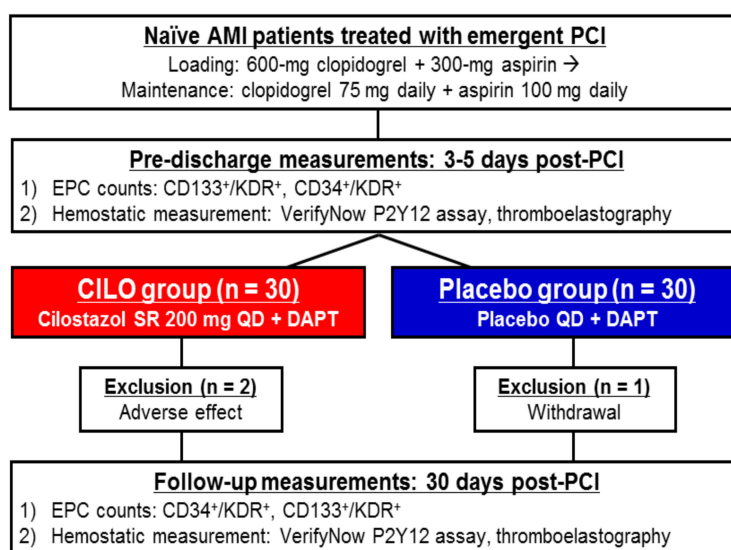 Naïve AMI patients treated with emergent PCI
Loading: 600-mg clopidogrel + 300-mg aspirin →
Maintenance: clopidogrel 75 mg daily + aspirin 100 mg daily
Pre-discharge measurements: 3-5 days post-PCI
1) EPC counts: CD133⁺/KDR⁺, CD34⁺/KDR⁺
2) Hemostatic measurement: VerifyNow P2Y12 assay, thromboelastography
CILO group (n = 30)
Cilostazol SR 200 mg QD + DAPT
Placebo group (n = 30)
Placebo QD + DAPT
Exclusion (n = 2)
Adverse effect
Exclusion (n = 1)
Withdrawal
Follow-up measurements: 30 days post-PCI
1) EPC counts: CD34⁺/KDR⁺, CD133⁺/KDR⁺
2) Hemostatic measurement: VerifyNow P2Y12 assay, thromboelastography